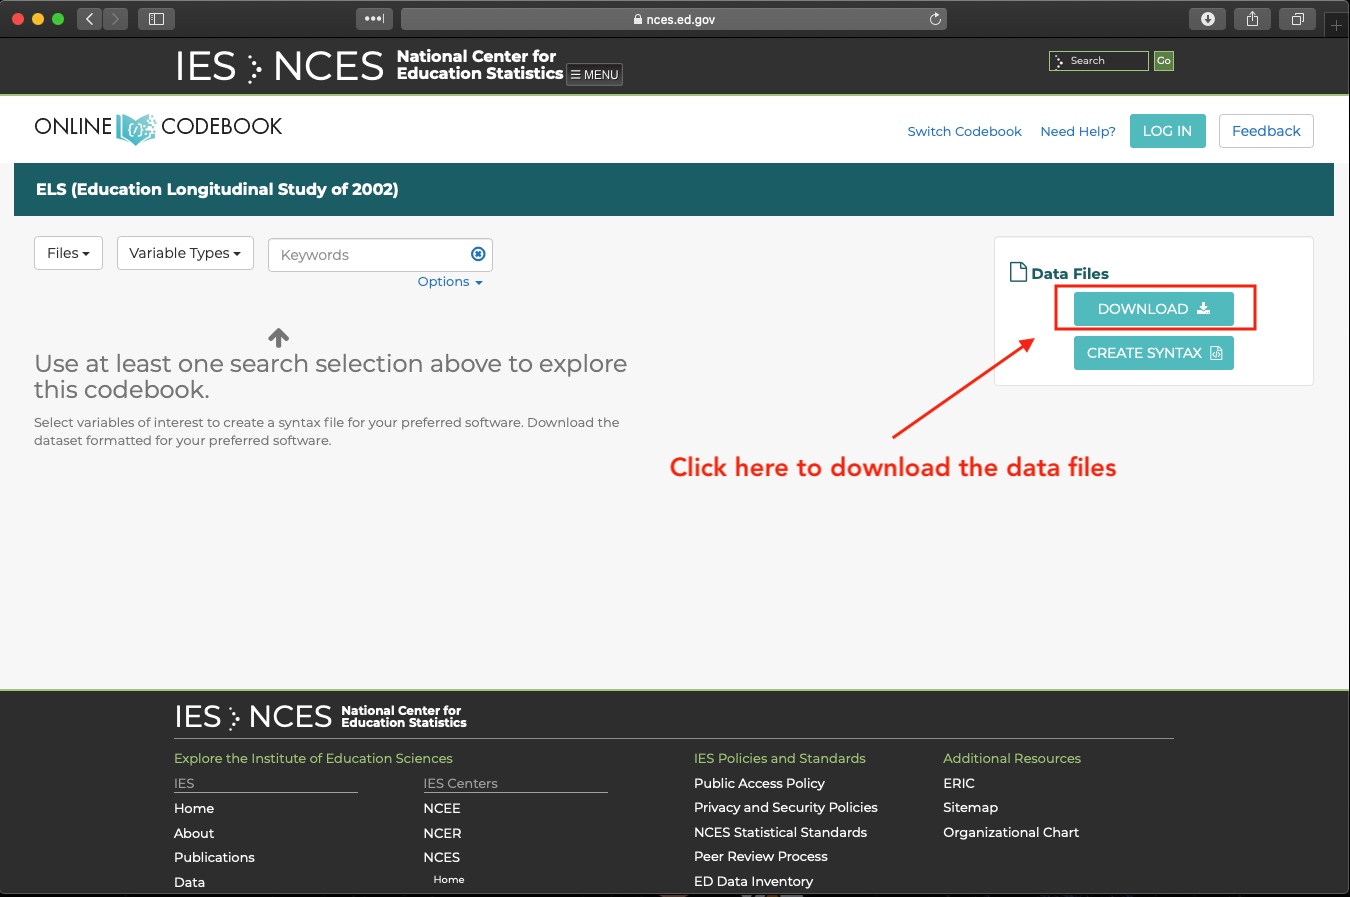 nces.ed.gov
IES NCES National Center for
Education Statistics
☰ MENU
Search
Go
ONLINE CODEBOOK
Switch Codebook
Need Help?
LOG IN
Feedback
ELS (Education Longitudinal Study of 2002)
Files
Variable Types
Keywords
Options
Data Files
DOWNLOAD
CREATE SYNTAX
Use at least one search selection above to explore
this codebook.
Select variables of interest to create a syntax file for your preferred software. Download the
dataset formatted for your preferred software.
Click here to download the data files
IES NCES National Center for
Education Statistics
Explore the Institute of Education Sciences
IES
Home
About
Publications
Data
IES Centers
NCEE
NCER
NCES
Home
IES Policies and Standards
Public Access Policy
Privacy and Security Policies
NCES Statistical Standards
Peer Review Process
ED Data Inventory
Additional Resources
ERIC
Sitemap
Organizational Chart